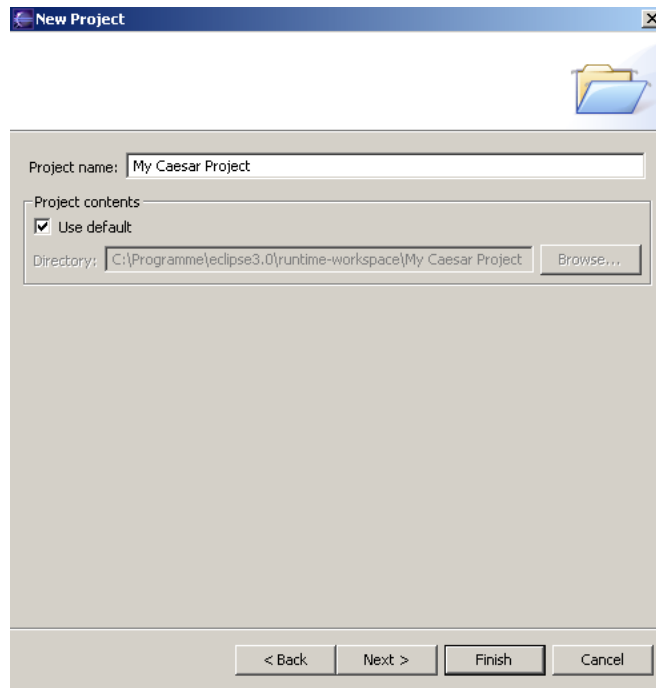 New Project
Project name: My Caesar Project
Project contents
Use default
Directory: C:\Programme\eclipse3.0\runtime-workspace\My Caesar Project Browse...
< Back Next > Finish Cancel